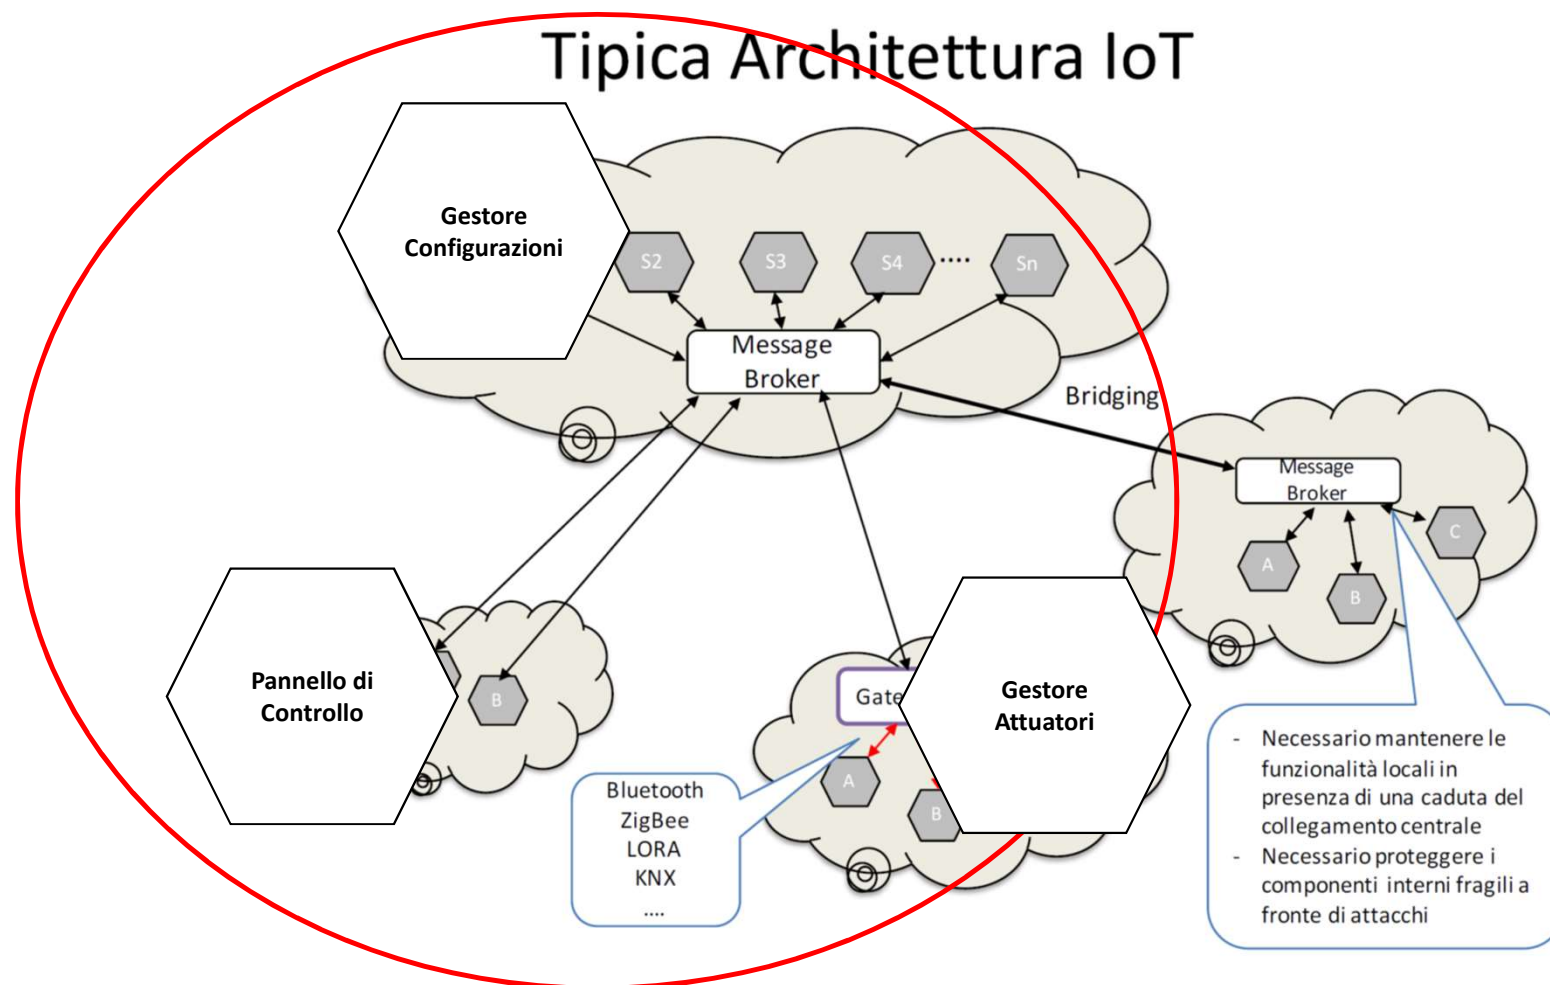 Tipica Architettura IoT
Gestore
Configurazioni
S2
S3
S4
....
Sn
Message
Broker
Bridging
Message
Broker
A
B
C
Pannello di
Controllo
B
Gate
A
B
Gestore
Attuatori
Bluetooth
ZigBee
LORA
KNX
....
- Necessario mantenere le
funzionalità locali in
presenza di una caduta del
collegamento centrale
- Necessario proteggere i
componenti interni fragili a
fronte di attacchi